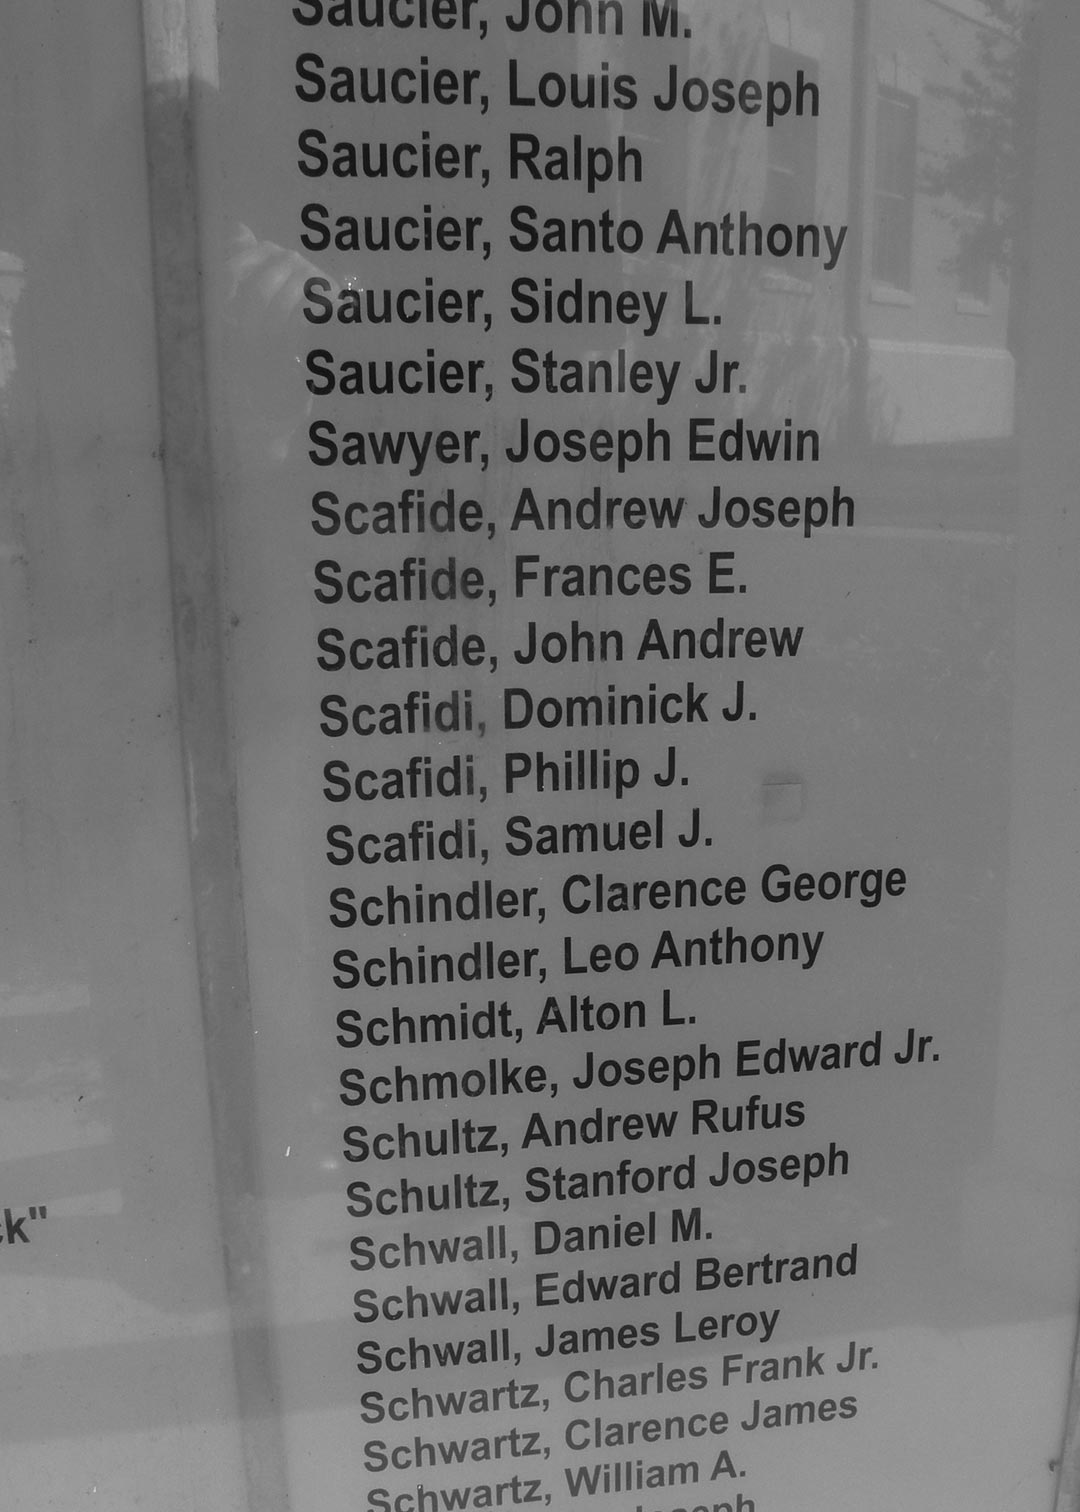 Saucier, John M.
Saucier, Louis Joseph
Saucier, Ralph
Saucier, Santo Anthony
Saucier, Sidney L.
Saucier, Stanley Jr.
Sawyer, Joseph Edwin
Scafide, Andrew Joseph
Scafide, Frances E.
Scafide, John Andrew
Scafidi, Dominick J.
Scafidi, Phillip J.
Scafidi, Samuel J.
Schindler, Clarence George
Schindler, Leo Anthony
Schmidt, Alton L.
Schmolke, Joseph Edward Jr.
Schultz, Andrew Rufus
Schultz, Stanford Joseph
Schwall, Daniel M.
Schwall, Edward Bertrand
Schwall, James Leroy
Schwartz, Charles Frank Jr.
Schwartz, Clarence James
Schwartz, William A.
Joseph